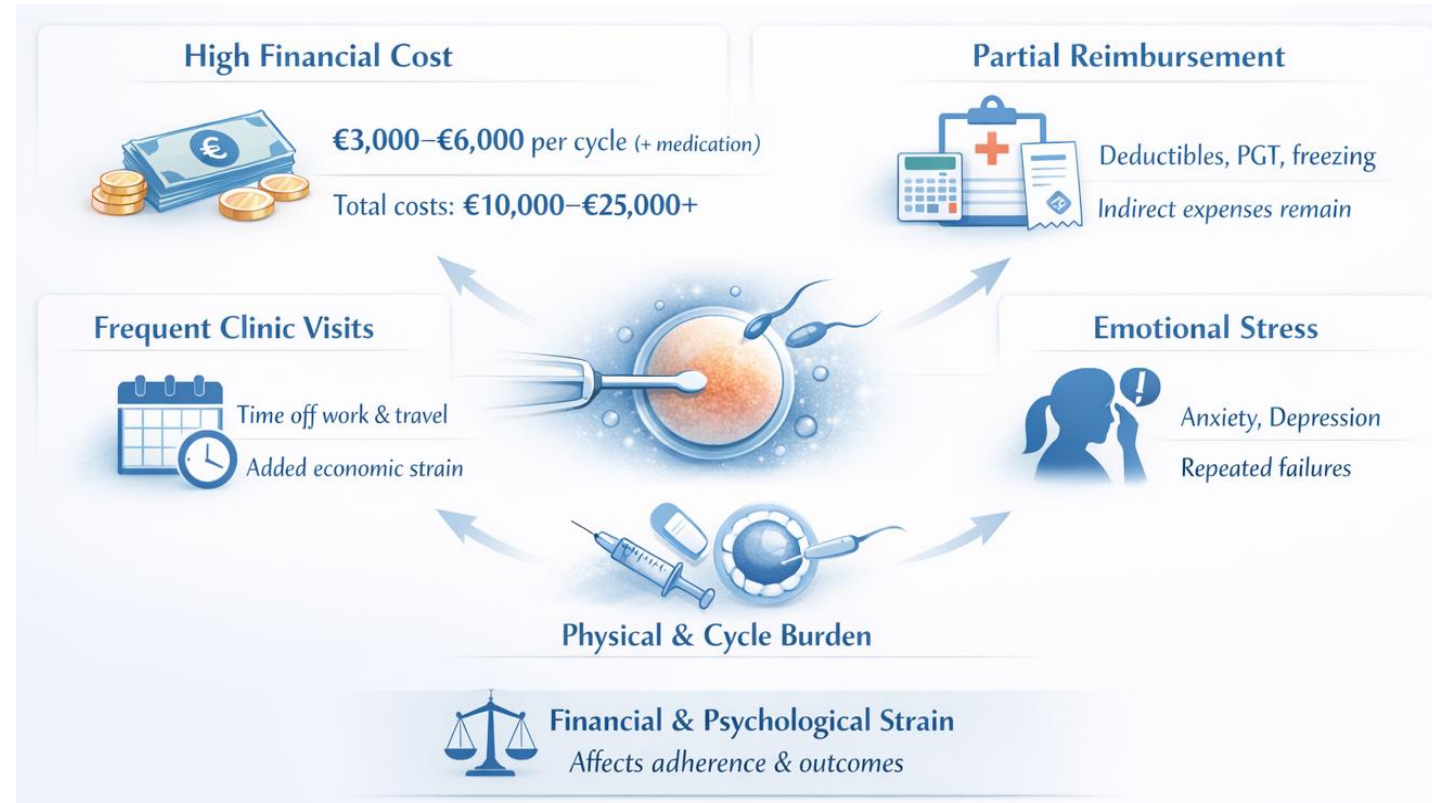 High Financial Cost
€
€3,000–€6,000 per cycle (+ medication)
Total costs: €10,000–€25,000+
Partial Reimbursement
Deductibles, PGT, freezing
Indirect expenses remain
Frequent Clinic Visits
Time off work & travel
Added economic strain
Emotional Stress
!
Anxiety, Depression
Repeated failures
Physical & Cycle Burden
Financial & Psychological Strain
Affects adherence & outcomes